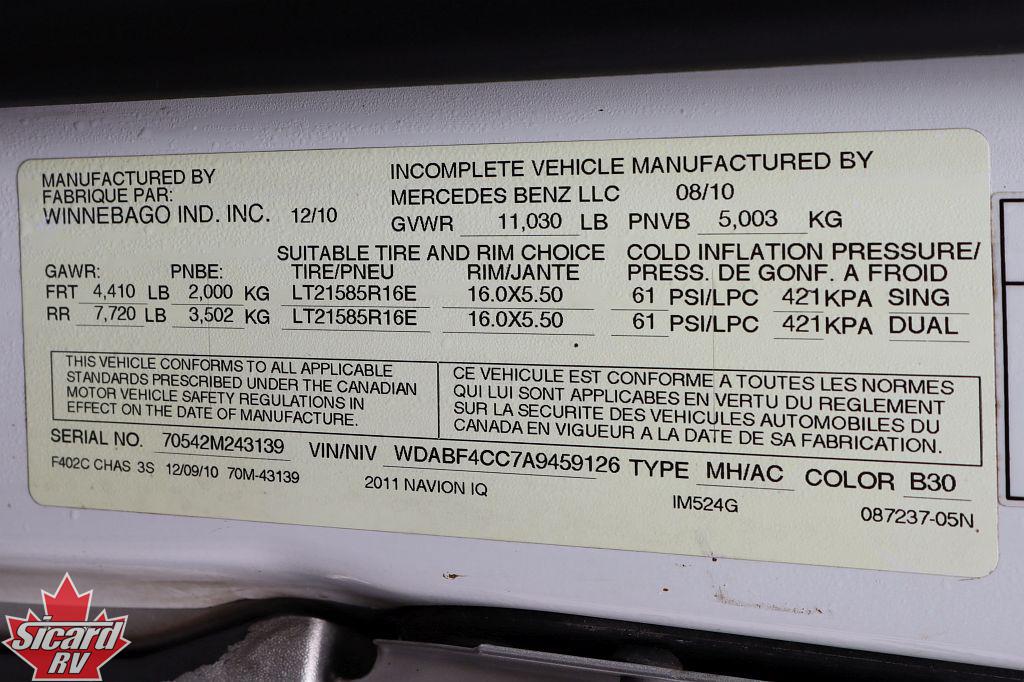 MANUFACTURED BY
FABRIQUE PAR:
WINNEBAGO IND. INC. 12/10
INCOMPLETE VEHICLE MANUFACTURED BY
MERCEDES BENZ LLC 08/10
GVWR 11,030 LB PNVB 5,003 KG
SUITABLE TIRE AND RIM CHOICE COLD INFLATION PRESSURE/
GAWR: PNBE: TIRE/PNEU RIM/JANTE PRESS. DE GONF. A FROID
FRT 4,410 LB 2,000 KG LT21585R16E 16.0X5.50 61 PSI/LPC 421 KPA SING
RR 7,720 LB 3,502 KG LT21585R16E 16.0X5.50 61 PSI/LPC 421 KPA DUAL
THIS VEHICLE CONFORMS TO ALL APPLICABLE
STANDARDS PRESCRIBED UNDER THE CANADIAN
MOTOR VEHICLE SAFETY REGULATIONS IN
EFFECT ON THE DATE OF MANUFACTURE.
CE VEHICULE EST CONFORME A TOUTES LES NORMES
QUI LUI SONT APPLICABES EN VERTU DU REGLEMENT
SUR LA SECURITE DES VEHICULES AUTOMOBILES DU
CANADA EN VIGUEUR A LA DATE DE SA FABRICATION.
SERIAL NO. 70542M243139 VIN/NIV WDABF4CC7A9459126 TYPE MH/AC COLOR B30
F402C CHAS 3S 12/09/10 70M-43139 2011 NAVION IQ IM524G 087237-05N
Sicard
RV